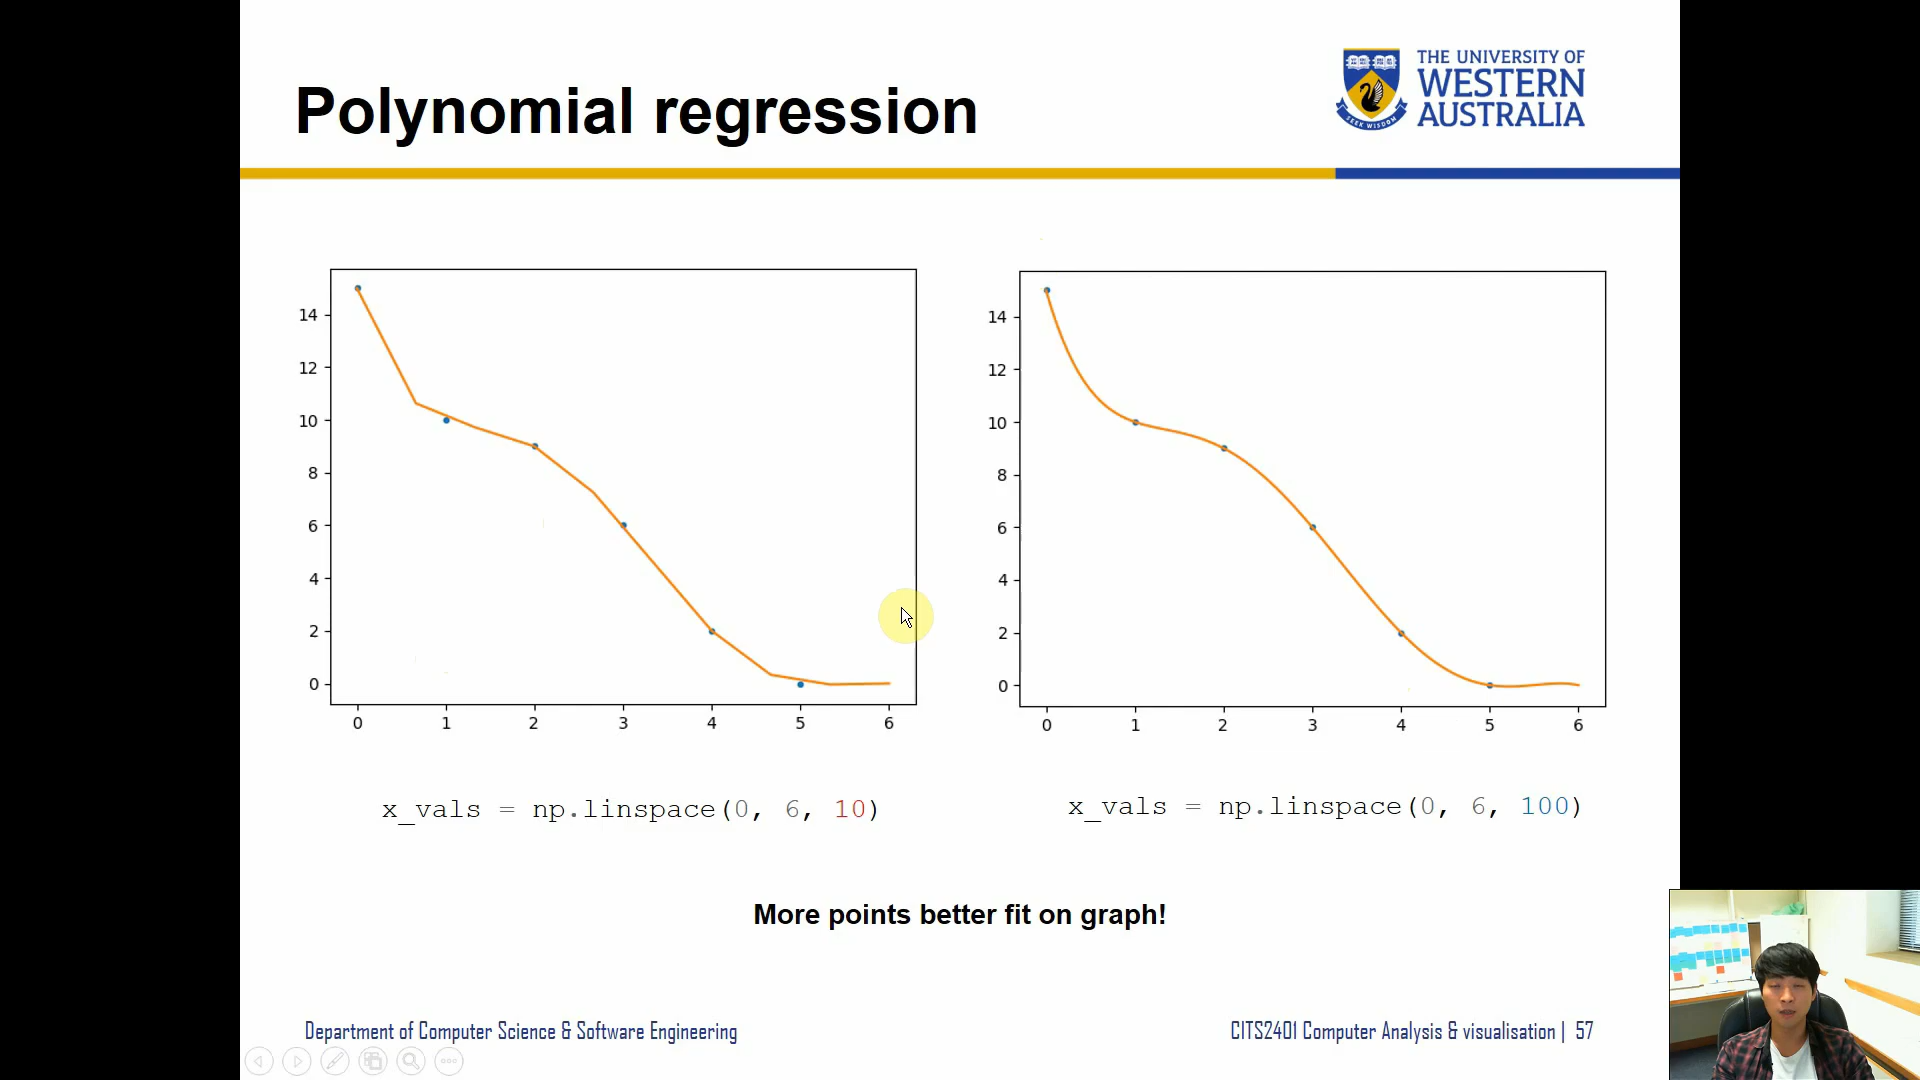 Polynomial regression
THE UNIVERSITY OF
WESTERN
AUSTRALIA
SEEK WISDOM
14
12
10
8
6
4
2
0
0 1 2 3 4 5 6
14
12
10
8
6
4
2
0
0 1 2 3 4 5 6
x_vals = np.linspace(0, 6, 10)
x_vals = np.linspace(0, 6, 100)
More points better fit on graph!
Department of Computer Science & Software Engineering
CITS2401 Computer Analysis & visualisation | 57